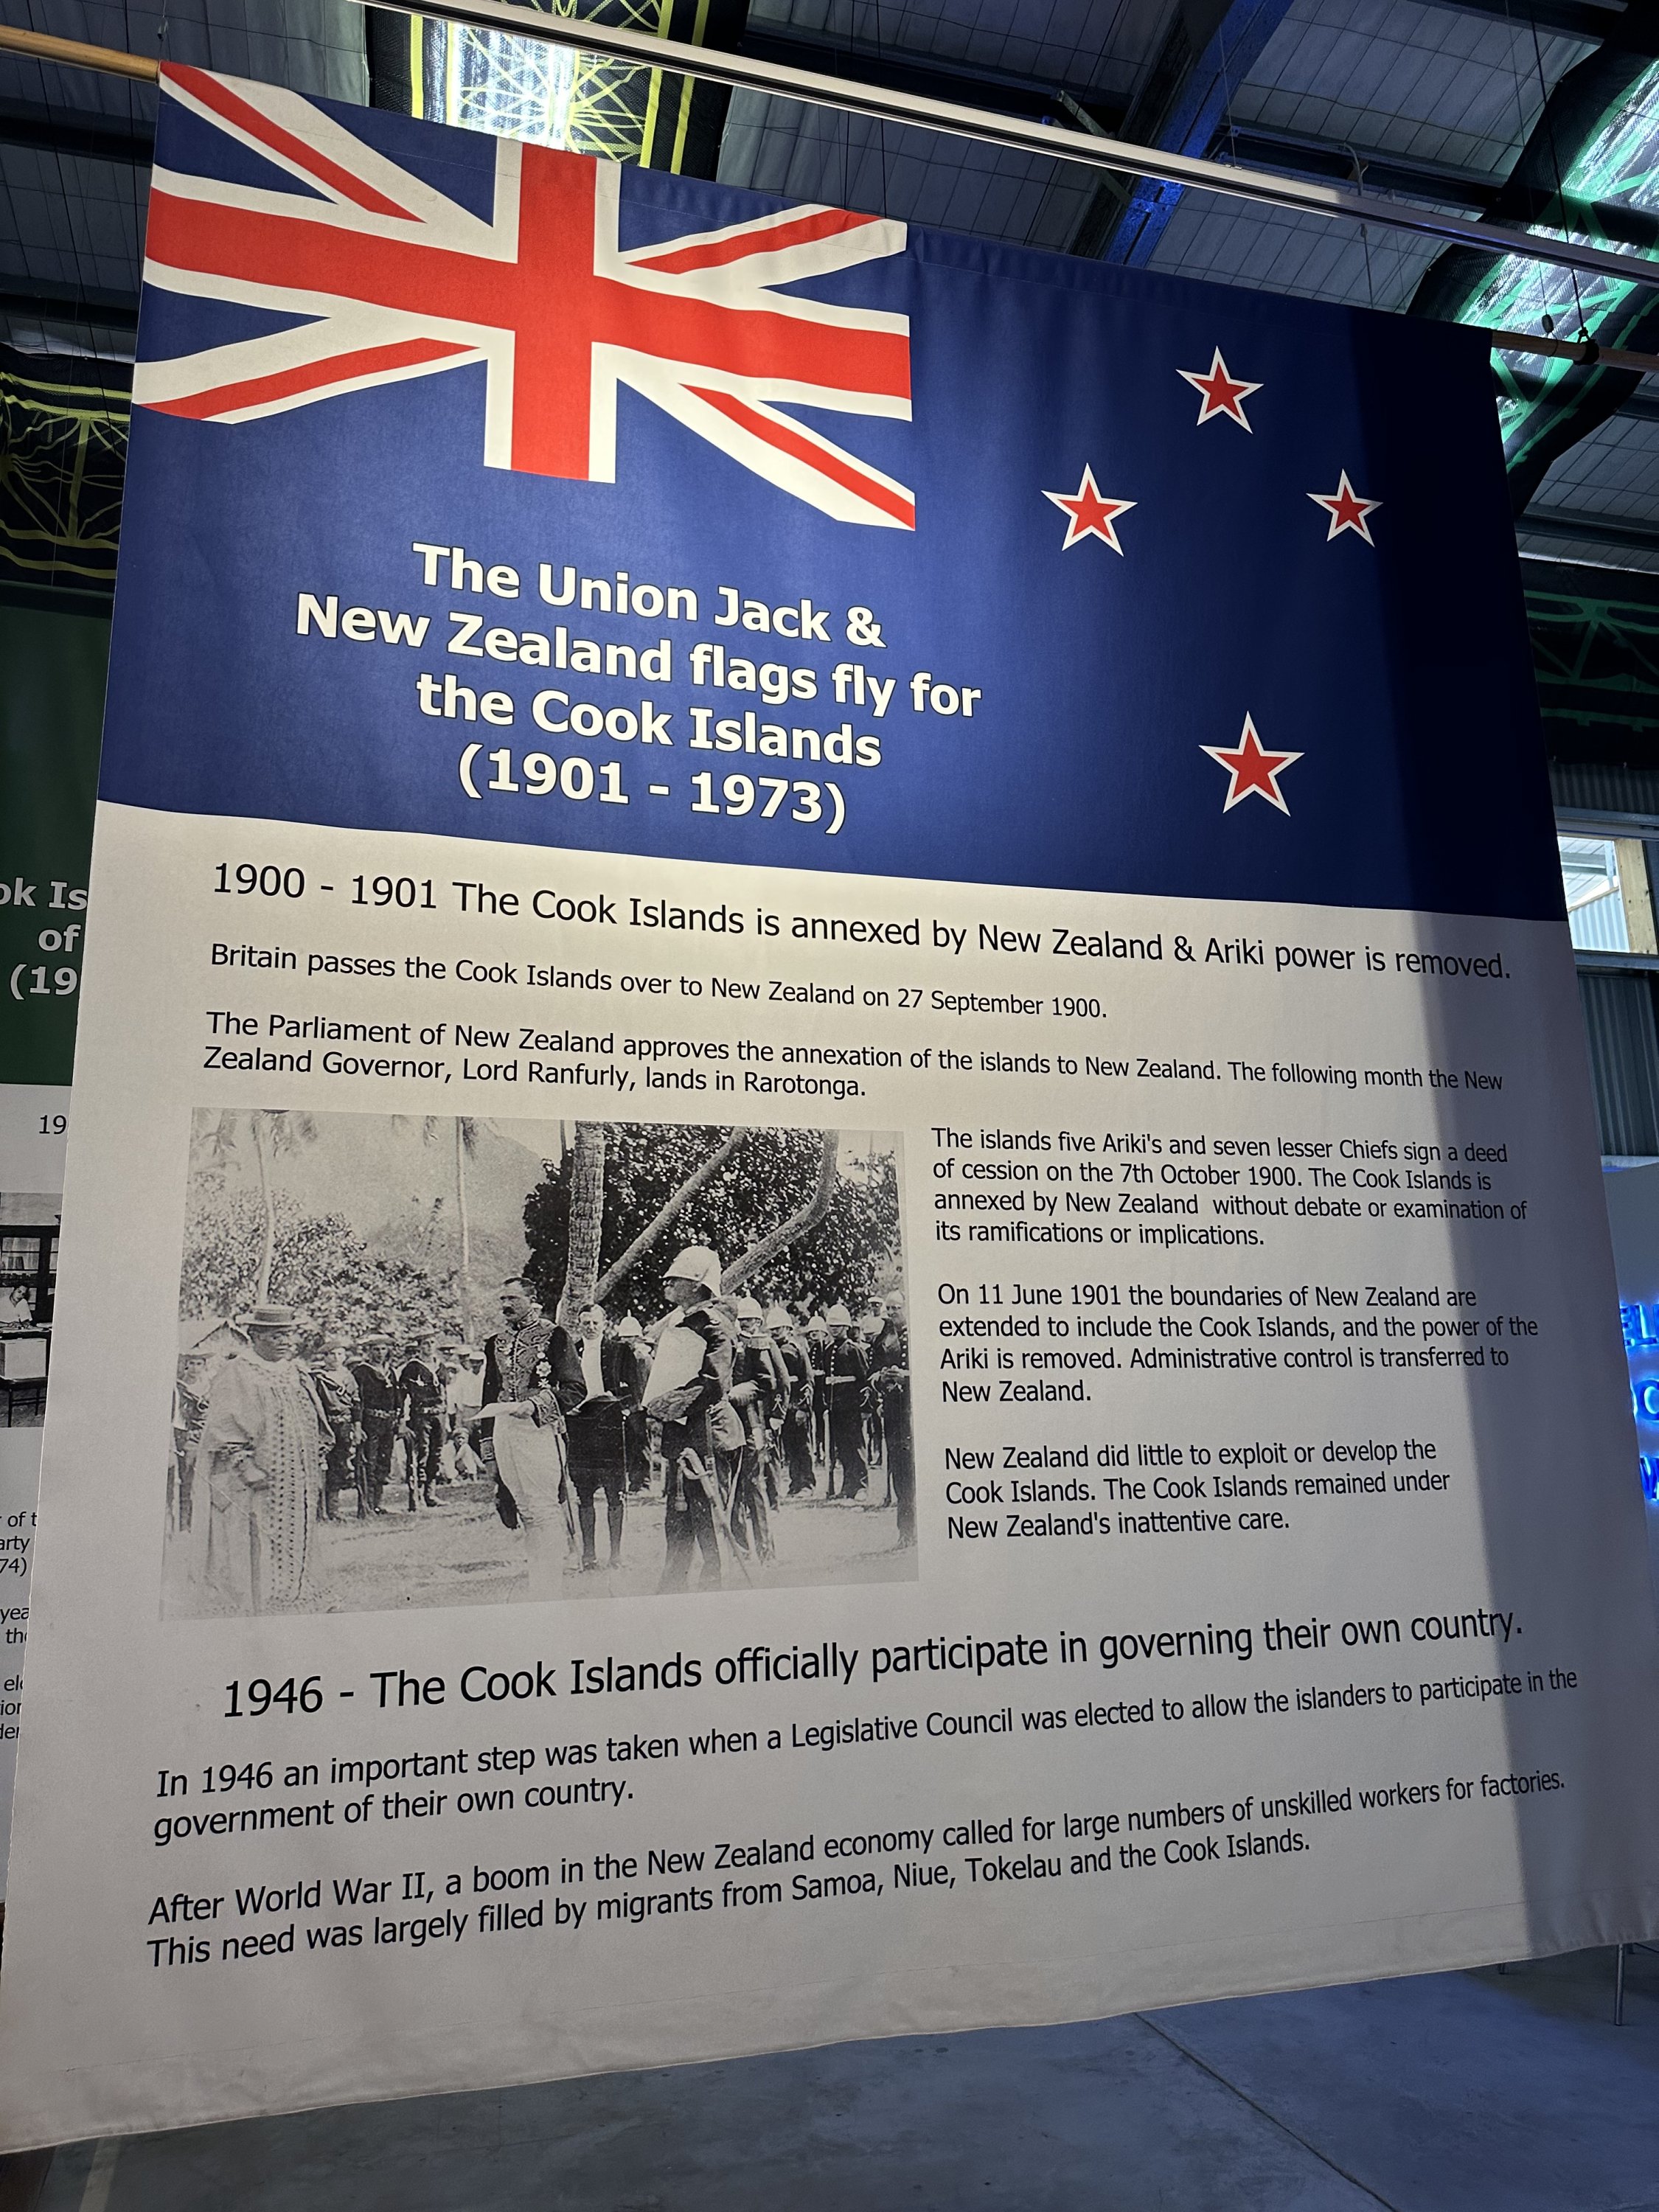 The Union Jack &
New Zealand flags fly for
the Cook Islands
(1901 - 1973)
1900 - 1901 The Cook Islands is annexed by New Zealand & Ariki power is removed.
Britain passes the Cook Islands over to New Zealand on 27 September 1900.
The Parliament of New Zealand approves the annexation of the islands to New Zealand. The following month the New
Zealand Governor, Lord Ranfurly, lands in Rarotonga.
The islands five Ariki's and seven lesser Chiefs sign a deed
of cession on the 7th October 1900. The Cook Islands is
annexed by New Zealand  without debate or examination of
its ramifications or implications.
On 11 June 1901 the boundaries of New Zealand are
extended to include the Cook Islands, and the power of the
Ariki is removed. Administrative control is transferred to
New Zealand.
New Zealand did little to exploit or develop the
Cook Islands. The Cook Islands remained under
New Zealand's inattentive care.
1946 - The Cook Islands officially participate in governing their own country.
In 1946 an important step was taken when a Legislative Council was elected to allow the islanders to participate in the
government of their own country.
After World War II, a boom in the New Zealand economy called for large numbers of unskilled workers for factories.
This need was largely filled by migrants from Samoa, Niue, Tokelau and the Cook Islands.
of
(19
19
of t
74)